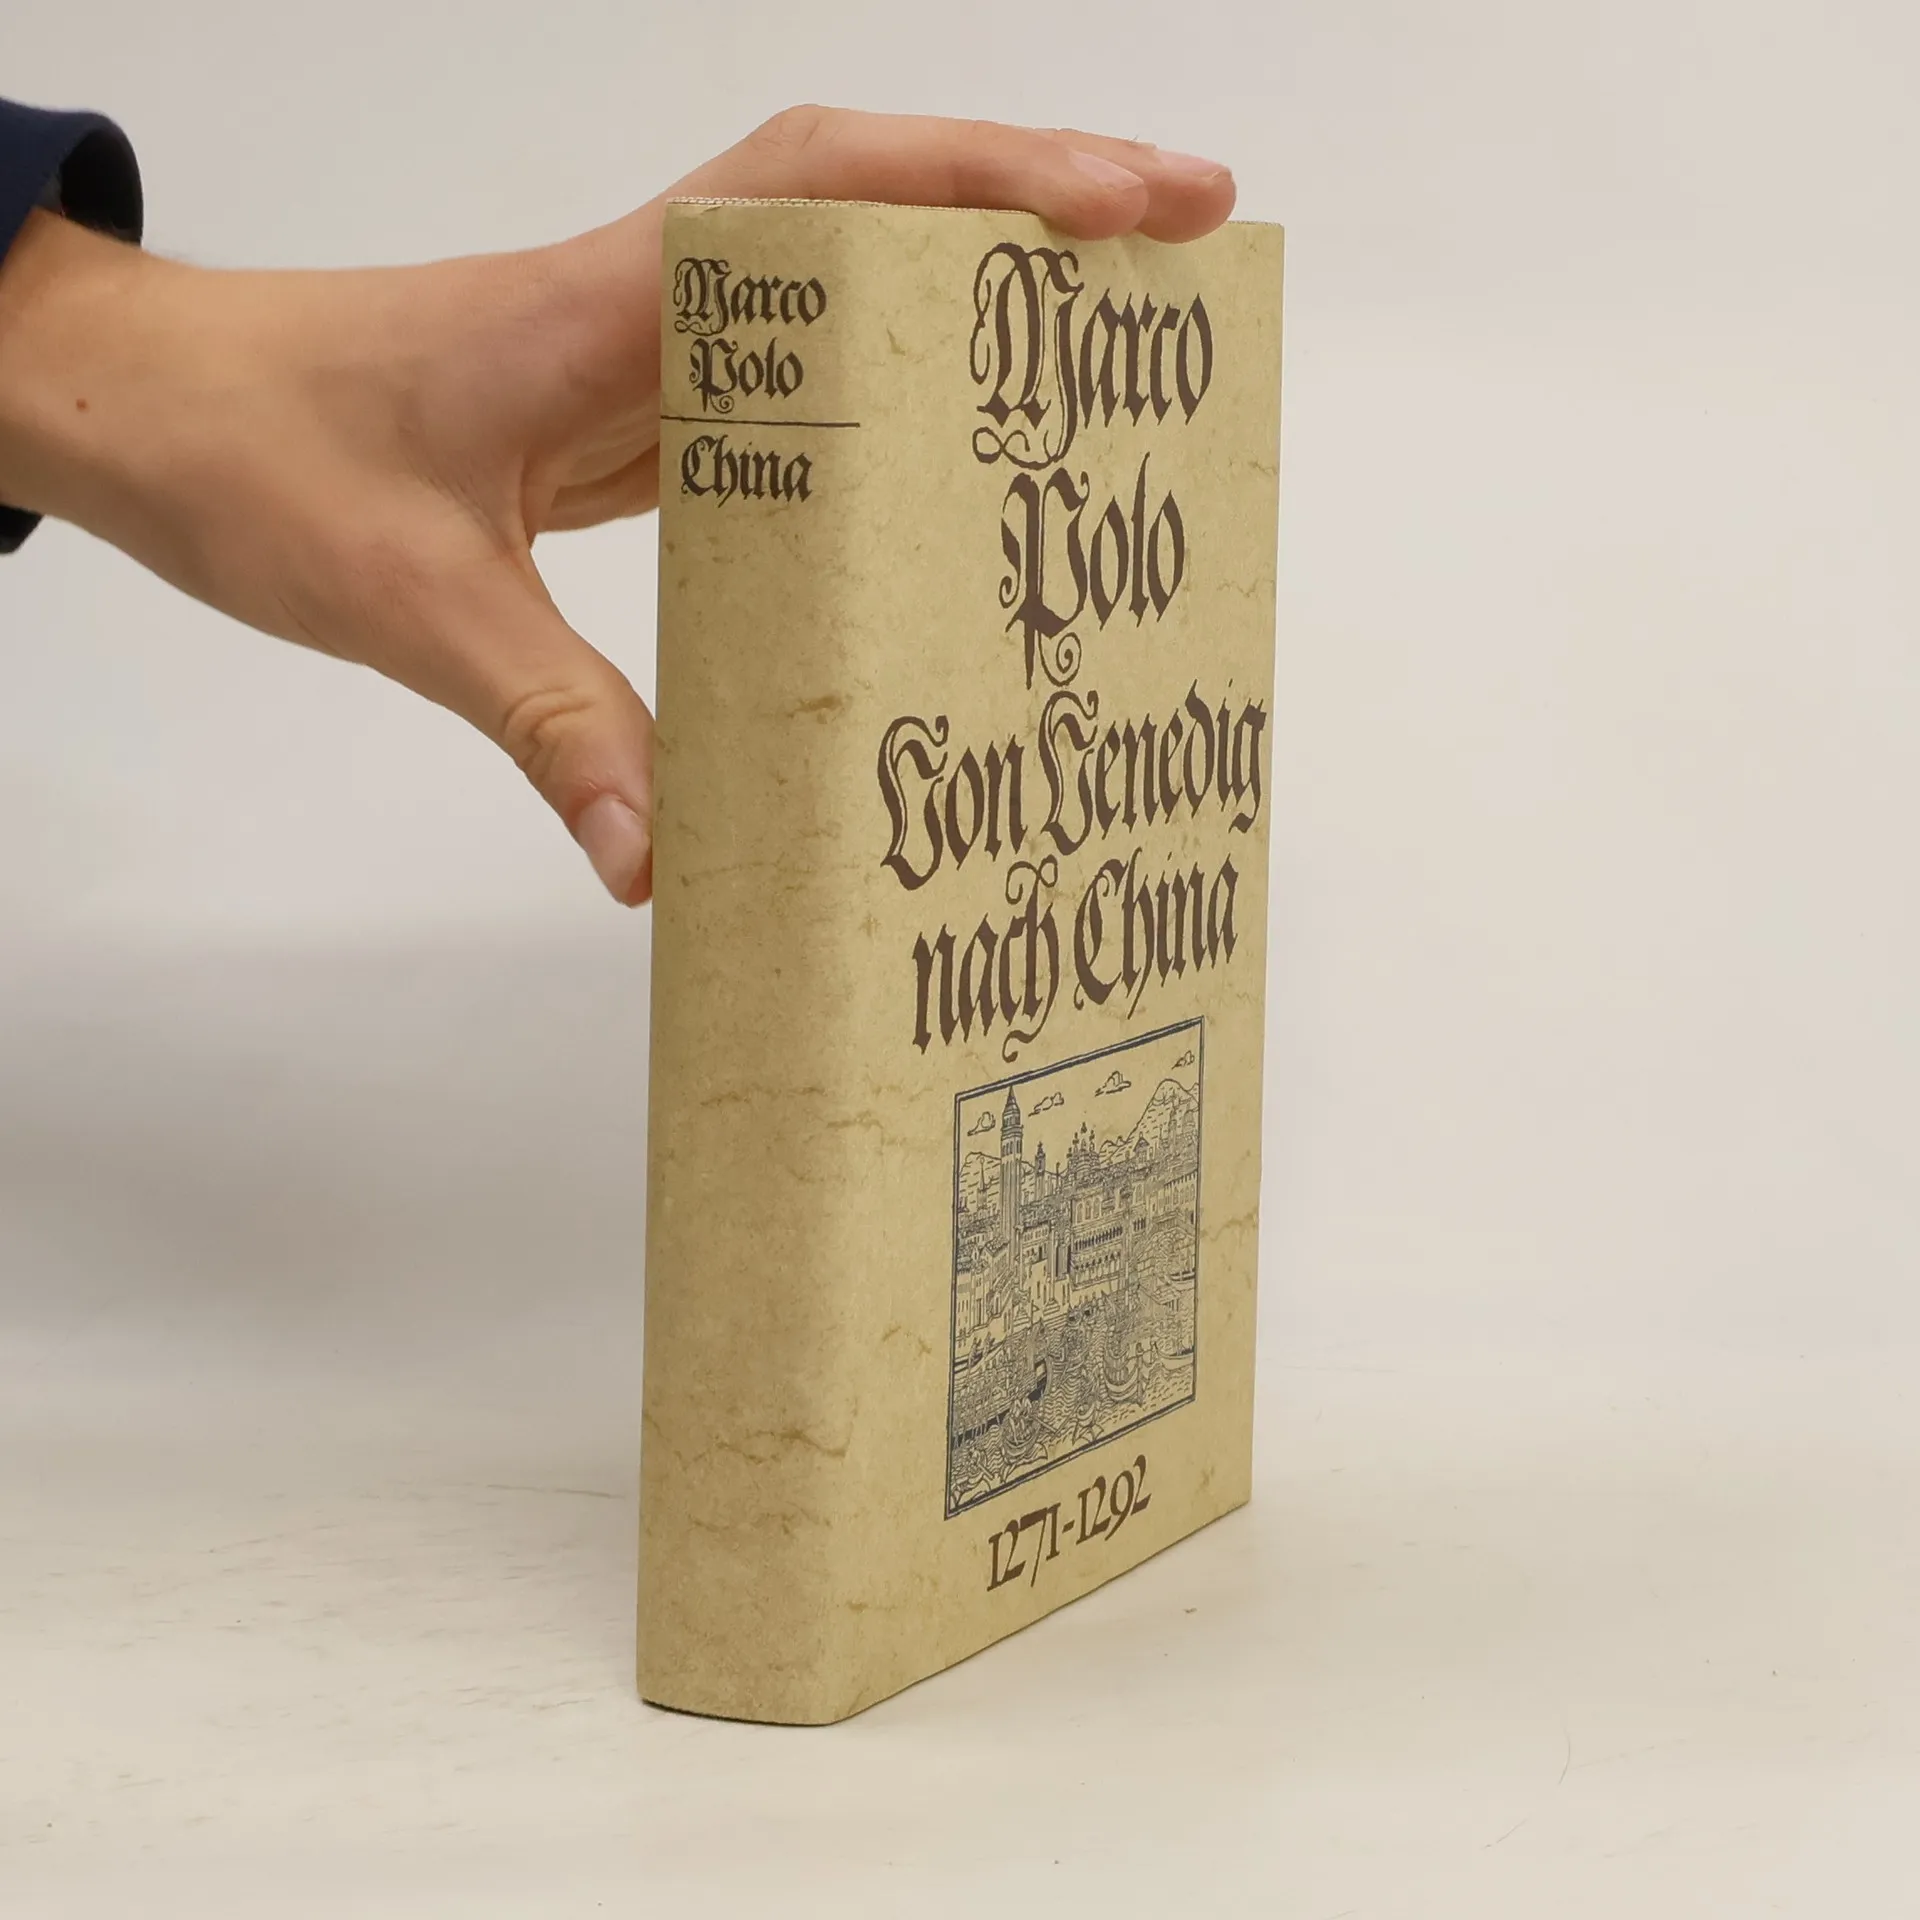 Marco
Polo
China
Marco
Polo
Von Venedig
nach China
1271-1292